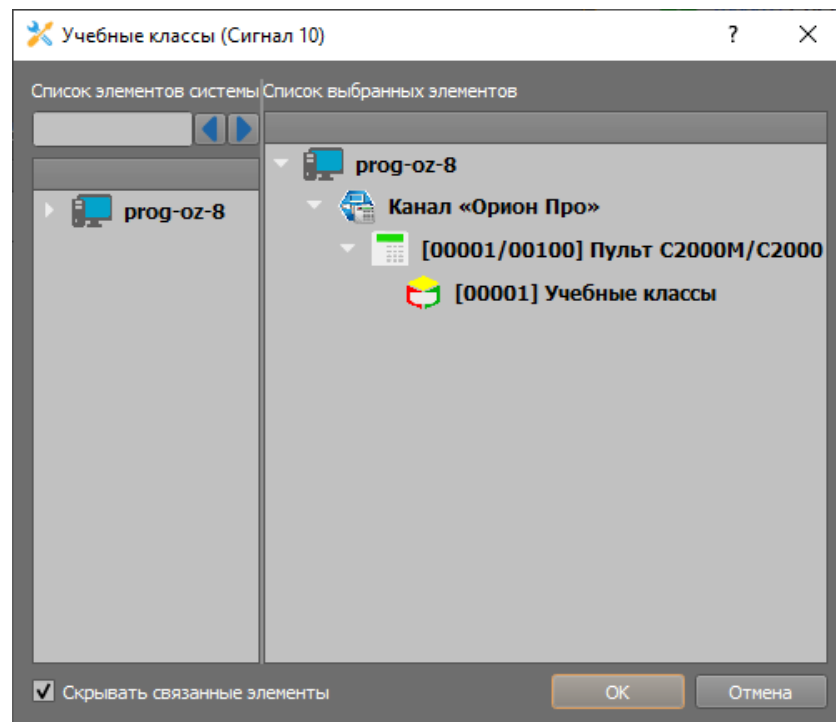 Учебные классы (Сигнал 10)
?
Список элементов системы
Список выбранных элементов
prog-oz-8
prog-oz-8
Канал «Орион Про»
[00001/00100] Пульт С2000М/С2000
[00001] Учебные классы
Скрывать связанные элементы
OK
Отмена